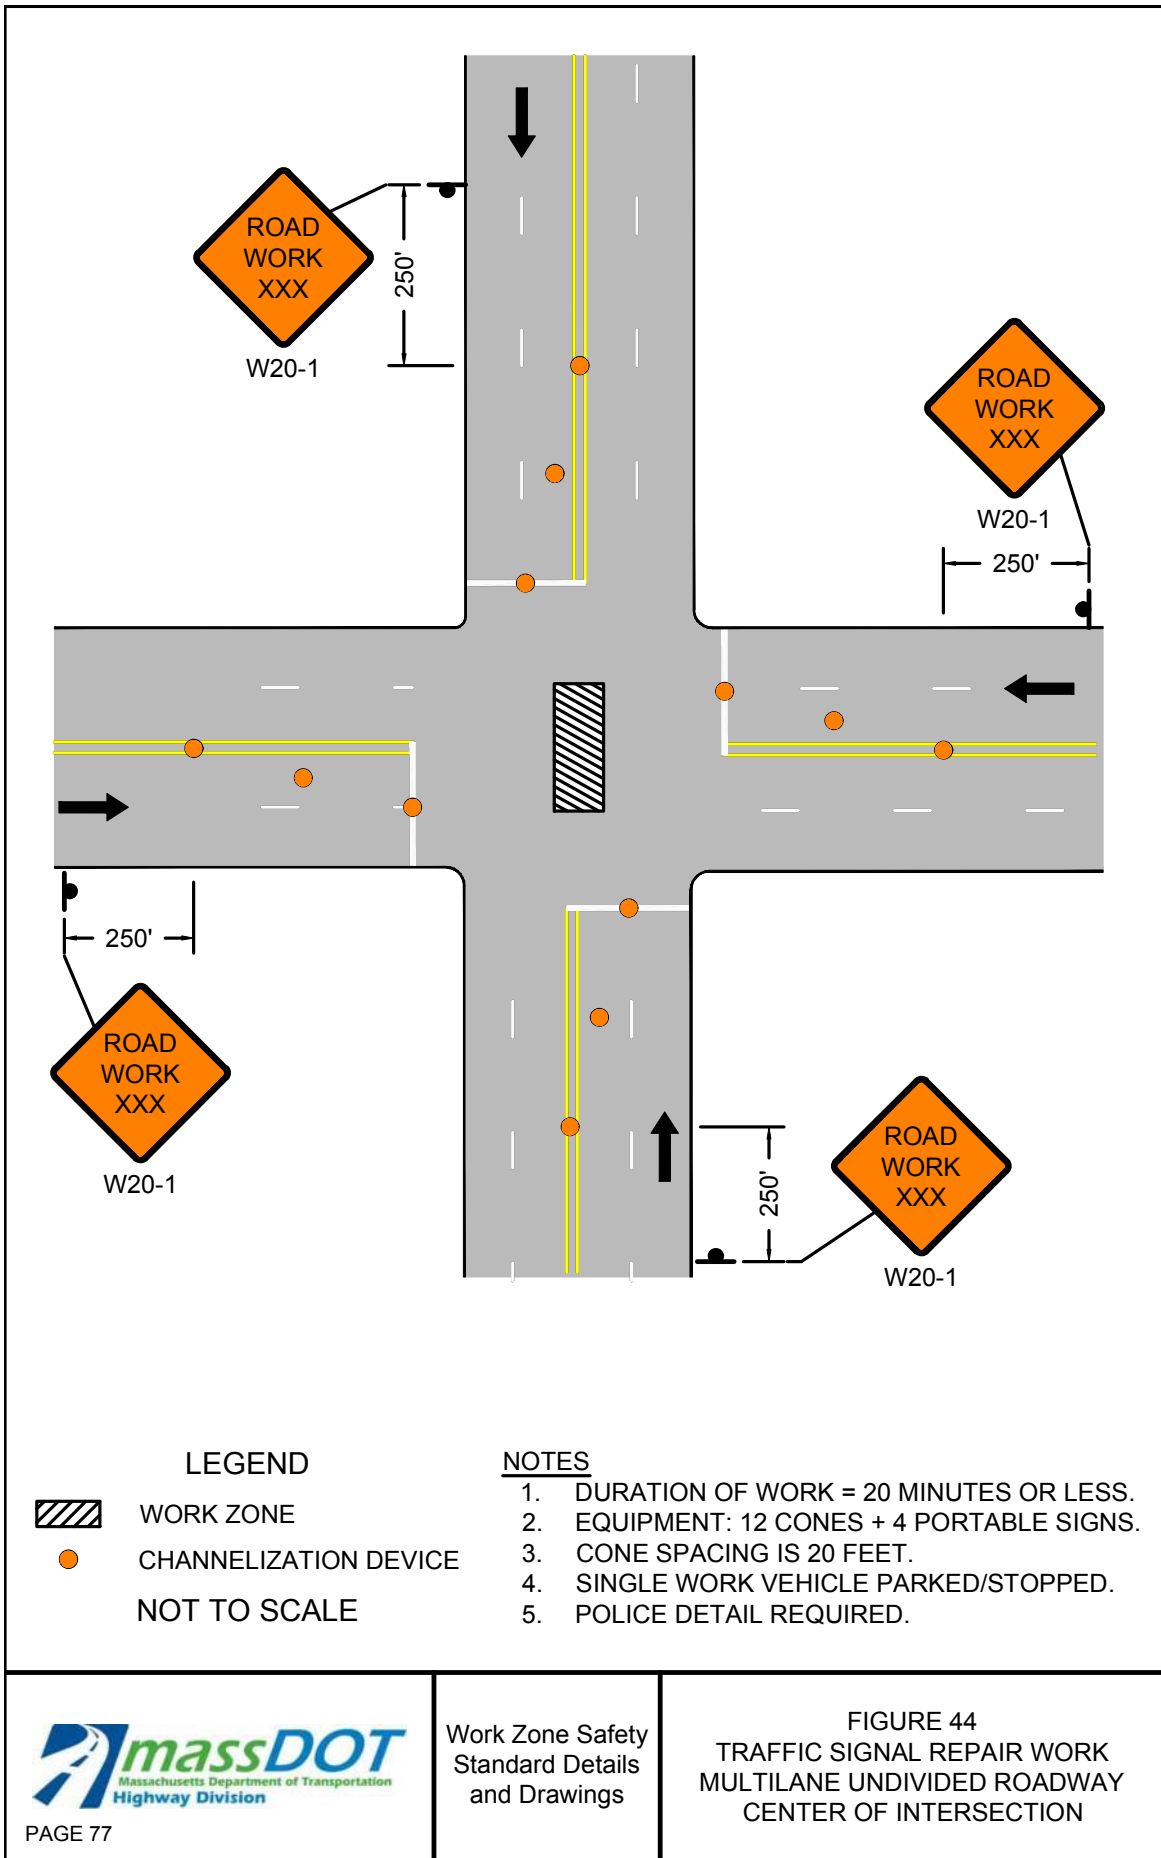 ROAD
WORK
XXX
W20-1
250'
ROAD
WORK
XXX
W20-1
250'
250'
ROAD
WORK
XXX
W20-1
250'
ROAD
WORK
XXX
W20-1
LEGEND
WORK ZONE
CHANNELIZATION DEVICE
NOT TO SCALE
NOTES
1. DURATION OF WORK = 20 MINUTES OR LESS.
2. EQUIPMENT: 12 CONES + 4 PORTABLE SIGNS.
3. CONE SPACING IS 20 FEET.
4. SINGLE WORK VEHICLE PARKED/STOPPED.
5. POLICE DETAIL REQUIRED.
massDOT
Massachusetts Department of Transportation
Highway Division
PAGE 77
Work Zone Safety
Standard Details
and Drawings
FIGURE 44
TRAFFIC SIGNAL REPAIR WORK
MULTILANE UNDIVIDED ROADWAY
CENTER OF INTERSECTION